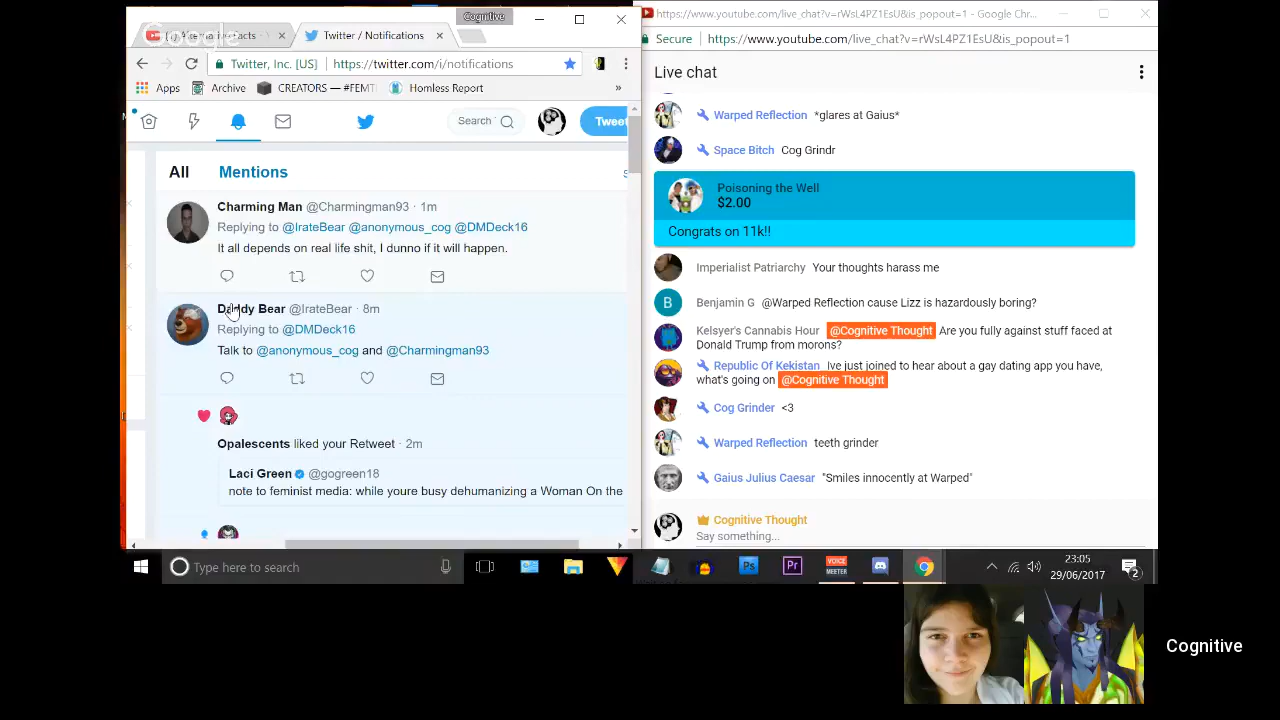 Cognitive
Google
Twitter / Notifications
Twitter, Inc. [US]
https://twitter.com/i/notifications
Apps
Archive
CREATORS — #FEMT
Homless Report
»
Search
Tweet
All
Mentions
Charming Man @Charmingman93 · 1m
Replying to @IrateBear @anonymous_cog @DMDeck16
It all depends on real life shit, I dunno if it will happen.
Daddy Bear @IrateBear · 8m
Replying to @DMDeck16
Talk to @anonymous_cog and @Charmingman93
Opalescents liked your Retweet · 2m
Laci Green @gogreen18
note to feminist media: while youre busy dehumanizing a Woman On the
https://www.youtube.com/live_chat?v=rWsL4PZ1EsU&is_popout=1 - Google Chr...
Secure
https://www.youtube.com/live_chat?v=rWsL4PZ1EsU&is_popout=1
Live chat
Warped Reflection *glares at Gaius*
Space Bitch Cog Grindr
Poisoning the Well
$2.00
Congrats on 11k!!
Imperialist Patriarchy Your thoughts harass me
B
Benjamin G @Warped Reflection cause Lizz is hazardously boring?
Kelsyer's Cannabis Hour @Cognitive Thought Are you fully against stuff faced at
Donald Trump from morons?
Republic Of Kekistan Ive just joined to hear about a gay dating app you have,
what's going on @Cognitive Thought
Cog Grinder <3
Warped Reflection teeth grinder
Gaius Julius Caesar "Smiles innocently at Warped"
Cognitive Thought
Say something...
Type here to search
Ps
Pr
VOICE
MEETER
23:05
29/06/2017
2
Cognitive